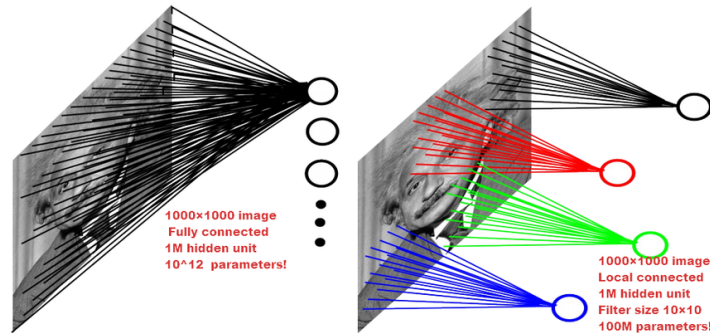 1000×1000 image
Fully connected
1M hidden unit
10^12 parameters!
1000×1000 image
Local connected
1M hidden unit
Filter size 10×10
100M parameters!